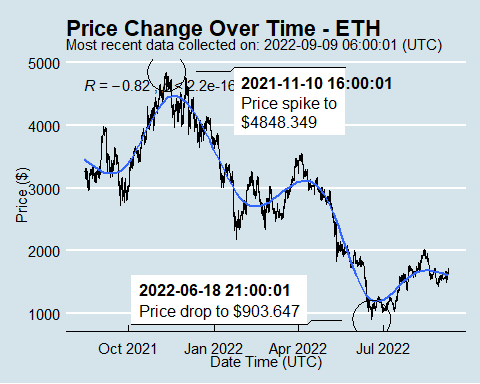 Price Change Over Time - ETH
Most recent data collected on: 2022-09-09 06:00:01 (UTC)
R = −0.82
2.2e-16
2021-11-10 16:00:01
Price spike to
$4848.349
5000
4000
3000
2000
1000
Price ($)
2022-06-18 21:00:01
Price drop to $903.647
Oct 2021
Jan 2022
Apr 2022
Jul 2022
Date Time (UTC)